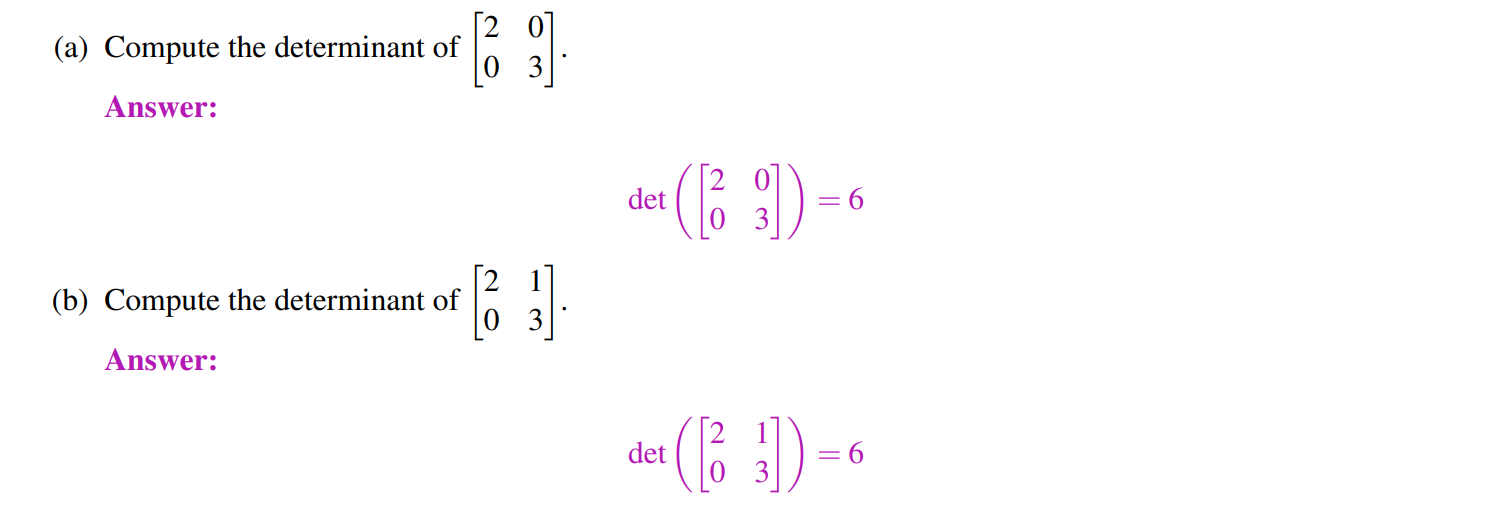 (a) Compute the determinant of [2 0
0 3].
Answer:
det([2 0
0 3]) = 6
(b) Compute the determinant of [2 1
0 3].
Answer:
det([2 1
0 3]) = 6